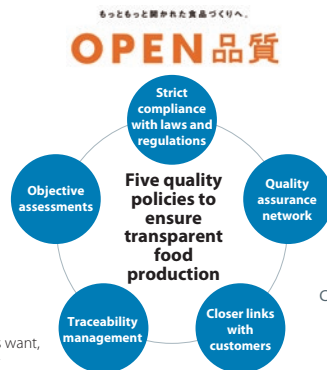 もっともっと開かれた食品づくりへ。
OPEN品質
Strict
compliance
with laws and
regulations
Objective
assessments
Five quality
policies to
ensure
transparent
food
production
Quality
assurance
network
Traceability
management
Closer links
with
customers
s want,
C